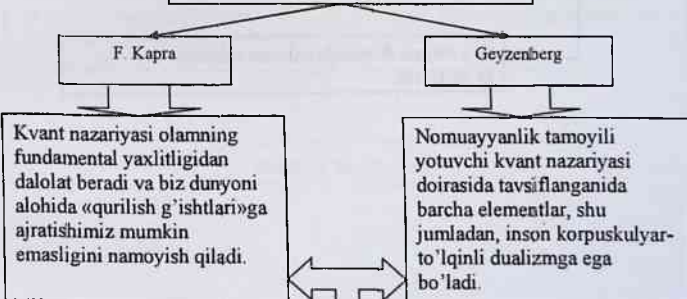 F. Kapra
Geyzenberg
Kvant nazariyasi olamning
fundamental yaxlitligidan
dalolat beradi va biz dunyoni
alohida «qurilish g'ishtlari»ga
ajratishimiz mumkin
emasligini namoyish qiladi.
Nomuayyanlik tamoyili
yotuvchi kvant nazariyasi
doirasida tavsiflanganida
barcha elementlar, shu
jumladan, inson korpuskulyar-
to'lqinli dualizmga ega
bo'ladi.